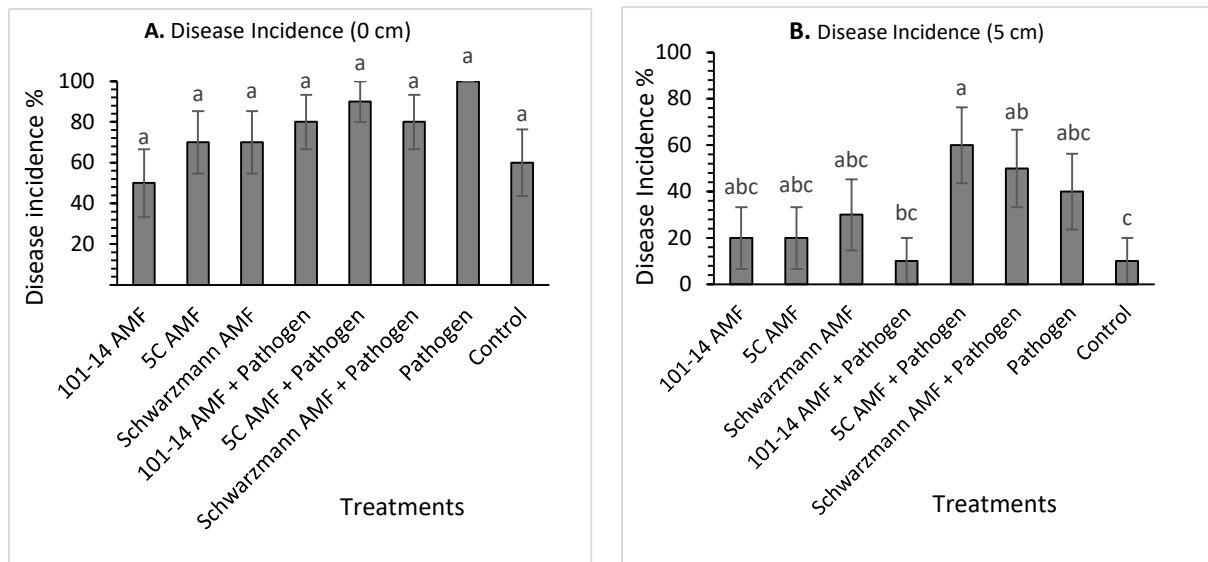 A. Disease Incidence (0 cm)
Disease incidence %
100
80
60
40
20
a
a
a
a
a
a
a
a
101-14 AMF
5C AMF
Schwarzmann AMF
101-14 AMF + Pathogen
5C AMF + Pathogen
Schwarzmann AMF + Pathogen
Pathogen
Control
Treatments
B. Disease Incidence (5 cm)
Disease Incidence %
100
80
60
40
20
0
abc
abc
abc
bc
a
ab
abc
c
101-14 AMF
5C AMF
Schwarzmann AMF
101-14 AMF + Pathogen
5C AMF + Pathogen
Schwarzmann AMF + Pathogen
Pathogen
Control
Treatments